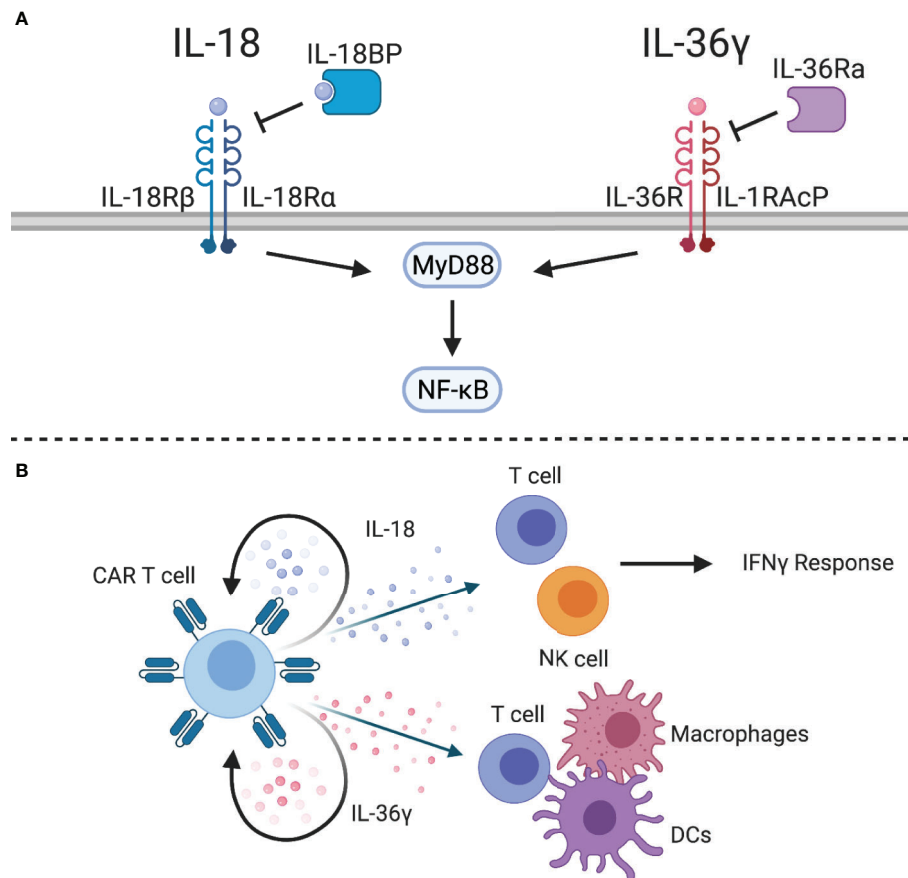 A
IL-18
IL-36γ
IL-18BP
IL-36Ra
IL-18Rβ
IL-18Rα
IL-36R
IL-1RAcP
MyD88
NF-κB
B
T cell
IL-18
CAR T cell
IFNγ Response
NK cell
T cell
Macrophages
IL-36γ
DCs